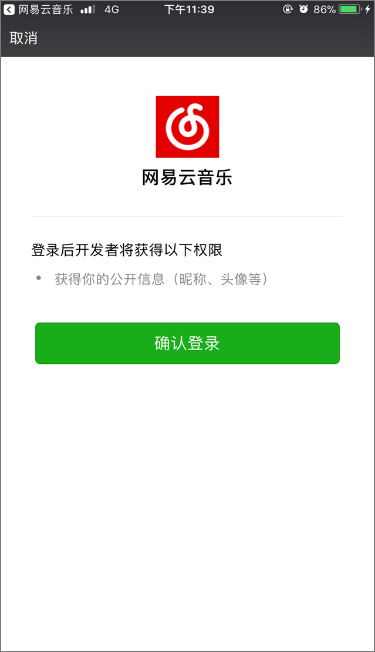 网易云音乐 4G 下午11:39 86%
取消
网易云音乐
登录后开发者将获得以下权限
• 获得你的公开信息（昵称、头像等）
确认登录